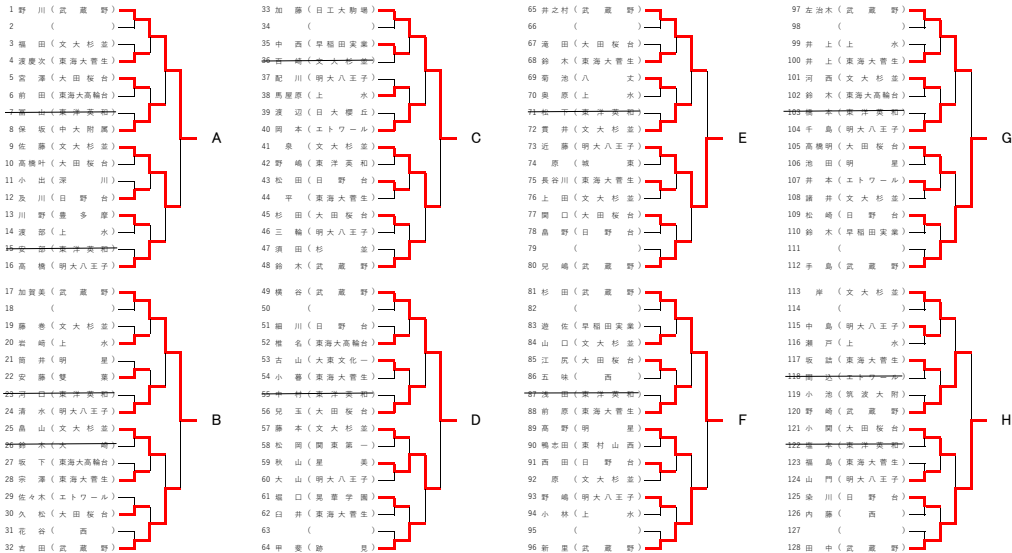 1 野 川 ( 武 蔵 野 )
2 ( )
3 福 田 ( 文 大 杉 並 )
4 渡慶次 ( 東海大菅生 )
5 宮 澤 ( 大 田 桜 台 )
6 前 田 ( 東海大高輪台 )
7 冨 山 ( 東 洋 英 和 )
8 保 坂 ( 中 大 附 属 )
A
9 佐 藤 ( 文 大 杉 並 )
10 髙橋叶 ( 大 田 桜 台 )
11 小 出 ( 深 川 )
12 及 川 ( 日 野 台 )
13 川 野 ( 豊 多 摩 )
14 渡 部 ( 上 水 )
15 安 部 ( 東 洋 英 和 )
16 髙 橋 ( 明大八王子 )
17 加賀美 ( 武 蔵 野 )
18 ( )
19 藤 巻 ( 文 大 杉 並 )
20 岩 﨑 ( 上 水 )
21 筒 井 ( 明 星 )
22 安 藤 ( 雙 葉 )
23 河 口 ( 東 洋 英 和 )
24 清 水 ( 明大八王子 )
B
25 畠 山 ( 文 大 杉 並 )
26 鈴 木 ( 大 崎 )
27 坂 下 ( 東海大高輪台 )
28 宗 澤 ( 東海大菅生 )
29 佐々木 ( エトワール )
30 久 松 ( 大 田 桜 台 )
31 花 谷 ( 西 )
32 吉 田 ( 武 蔵 野 )
33 加 藤 ( 日工大駒場 )
34 ( )
35 中 西 ( 早稲田実業 )
36 百 﨑 ( 文 大 杉 並 )
37 配 川 ( 明大八王子 )
38 馬屋原 ( 上 水 )
39 渡 辺 ( 日 大 櫻 丘 )
40 岡 本 ( エトワール )
C
41 泉 ( 文 大 杉 並 )
42 野 嶋 ( 東 洋 英 和 )
43 松 田 ( 日 野 台 )
44 平 ( 東海大菅生 )
45 杉 田 ( 大 田 桜 台 )
46 三 輪 ( 明大八王子 )
47 濱 田 ( 杉 並 )
48 鈴 木 ( 武 蔵 野 )
49 横 谷 ( 武 蔵 野 )
50 ( )
51 細 川 ( 日 野 台 )
52 椎 名 ( 東海大高輪台 )
53 古 山 ( 大 東 文 化 一 )
54 小 暮 ( 東海大菅生 )
55 中 村 ( 東 洋 英 和 )
56 兒 玉 ( 大 田 桜 台 )
D
57 藤 本 ( 文 大 杉 並 )
58 松 岡 ( 関 東 第 一 )
59 秋 山 ( 星 美 )
60 大 山 ( 明大八王子 )
61 堀 口 ( 晃 華 学 園 )
62 臼 井 ( 東海大菅生 )
63 ( )
64 甲 斐 ( 跡 見 )
65 井之村 ( 武 蔵 野 )
66 ( )
67 滝 田 ( 大 田 桜 台 )
68 鈴 木 ( 東海大菅生 )
69 菊 池 ( 八 丈 )
70 奥 原 ( 上 水 )
71 松 下 ( 東 洋 英 和 )
72 貫 井 ( 文 大 杉 並 )
E
73 近 藤 ( 明大八王子 )
74 原 ( 城 東 )
75 長谷川 ( 東海大菅生 )
76 上 田 ( 文 大 杉 並 )
77 関 口 ( 大 田 桜 台 )
78 畠 野 ( 日 野 台 )
79 ( )
80 兒 嶋 ( 武 蔵 野 )
81 杉 田 ( 武 蔵 野 )
82 ( )
83 遊 佐 ( 早稲田実業 )
84 山 口 ( 文 大 杉 並 )
85 江 尻 ( 大 田 桜 台 )
86 五 味 ( 西 )
87 浅 田 ( 東 洋 英 和 )
88 前 原 ( 東海大菅生 )
F
89 髙 野 ( 明 星 )
90 鴨志田 ( 東 村 山 西 )
91 西 田 ( 日 野 台 )
92 原 ( 文 大 杉 並 )
93 野 嶋 ( 明大八王子 )
94 小 林 ( 上 水 )
95 ( )
96 新 里 ( 武 蔵 野 )
97 左治木 ( 武 蔵 野 )
98 ( )
99 井 上 ( 上 水 )
100 井 上 ( 東海大菅生 )
101 河 西 ( 文 大 杉 並 )
102 鈴 木 ( 東海大高輪台 )
103 橋 本 ( 東 洋 英 和 )
104 千 島 ( 明大八王子 )
G
105 髙橋明 ( 大 田 桜 台 )
106 池 田 ( 明 星 )
107 井 本 ( エトワール )
108 諸 井 ( 文 大 杉 並 )
109 松 崎 ( 日 野 台 )
110 鈴 木 ( 早稲田実業 )
111 ( )
112 手 島 ( 武 蔵 野 )
113 岸 ( 文 大 杉 並 )
114 ( )
115 中 島 ( 明大八王子 )
116 瀬 戸 ( 上 水 )
117 坂 詰 ( 東海大菅生 )
118 間 込 ( エトワール )
119 小 池 ( 筑 波 大 附 )
120 野 崎 ( 武 蔵 野 )
H
121 小 関 ( 大 田 桜 台 )
122 塩 本 ( 東 洋 英 和 )
123 福 島 ( 東海大菅生 )
124 山 門 ( 明大八王子 )
125 染 川 ( 日 野 台 )
126 内 藤 ( 西 )
127 ( )
128 田 中 ( 武 蔵 野 )